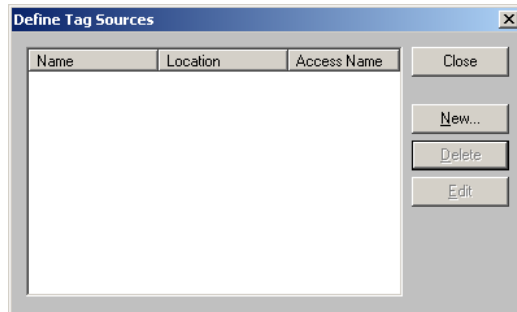 Define Tag Sources
Name Location Access Name
Close
New...
Delete
Edit